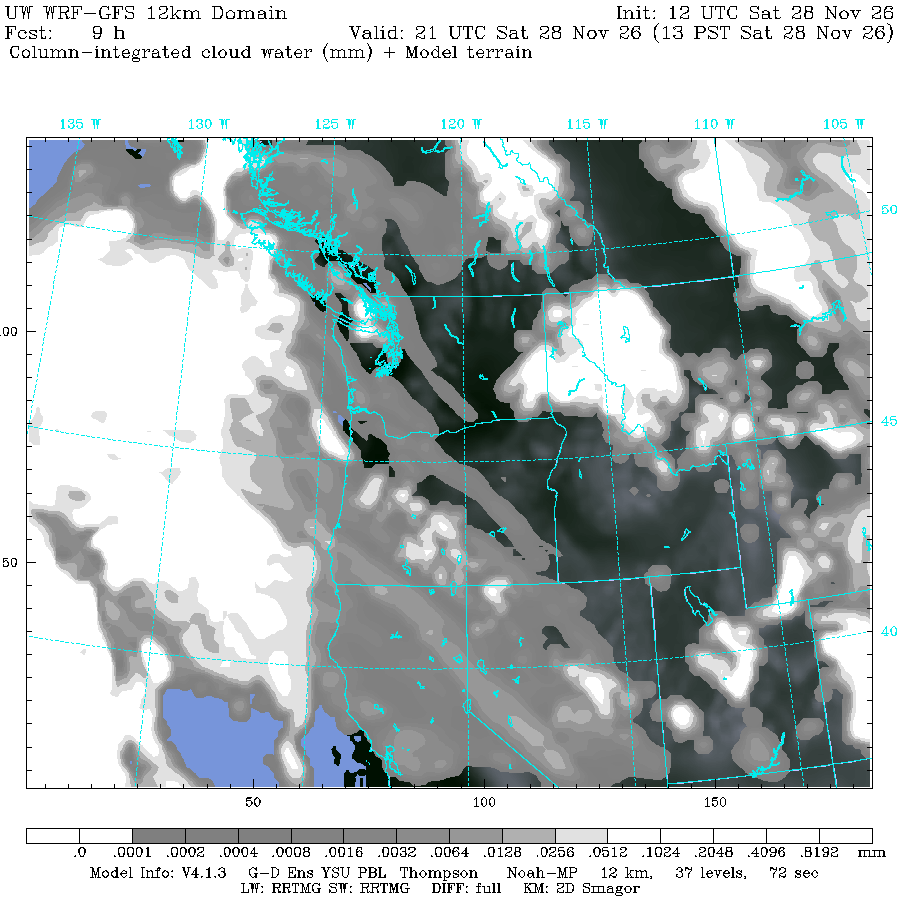 UW WRF-GFS 12km Domain Init: 12 UTC Sat 28 Nov 26
Fcst: 9 h Valid: 21 UTC Sat 28 Nov 26 (13 PST Sat 28 Nov 26)
Column-integrated cloud water (mm) + Model terrain
135 W 130 W 125 W 120 W 115 W 110 W 105 W
50
00
45
50
40
50 100 150
.0 .0001 .0002 .0004 .0008 .0016 .0032 .0064 .0128 .0256 .0512 .1024 .2048 .4096 .8192 mm
Model Info: V4.1.3 G-D Ens YSU PBL Thompson Noah-MP 12 km, 37 levels, 72 sec
LW: RRTMG SW: RRTMG DIFF: full KM: 2D Smagor